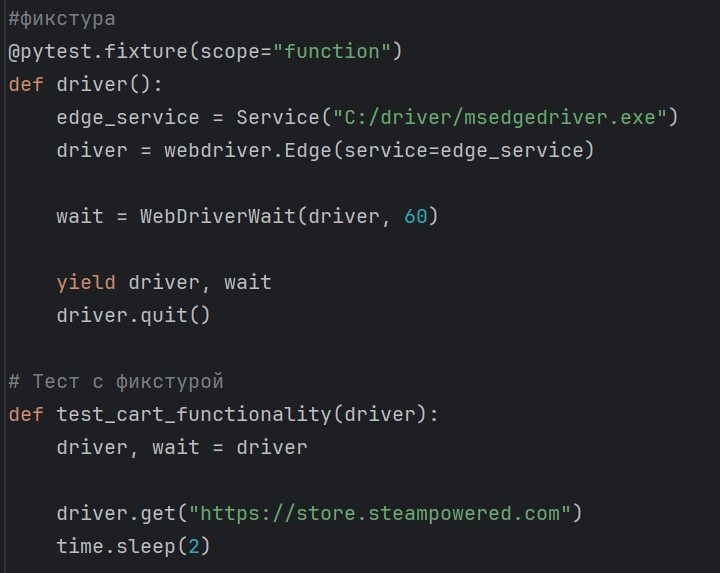 #фикстура
@pytest.fixture(scope="function")
def driver():
    edge_service = Service("C:/driver/msedgedriver.exe")
    driver = webdriver.Edge(service=edge_service)
    wait = WebDriverWait(driver, 60)
    yield driver, wait
    driver.quit()
# Тест с фикстурой
def test_cart_functionality(driver):
    driver, wait = driver
    driver.get("https://store.steampowered.com")
    time.sleep(2)